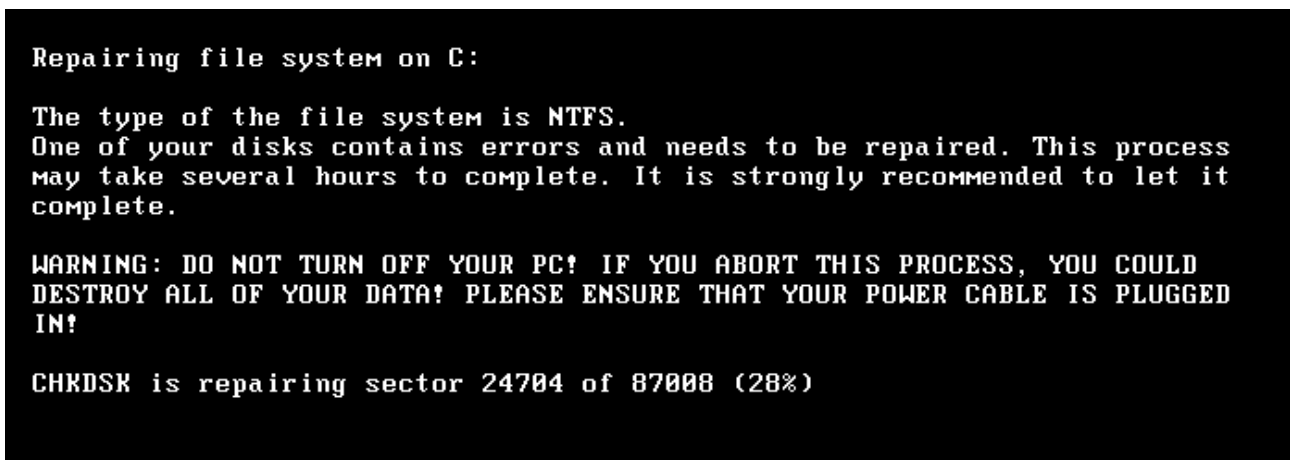 Repairing file system on C:
The type of the file system is NTFS.
One of your disks contains errors and needs to be repaired. This process
may take several hours to complete. It is strongly recommended to let it
complete.
WARNING: DO NOT TURN OFF YOUR PC! IF YOU ABORT THIS PROCESS, YOU COULD
DESTROY ALL OF YOUR DATA! PLEASE ENSURE THAT YOUR POWER CABLE IS PLUGGED
IN!
CHKDSK is repairing sector 24704 of 87008 (28%)